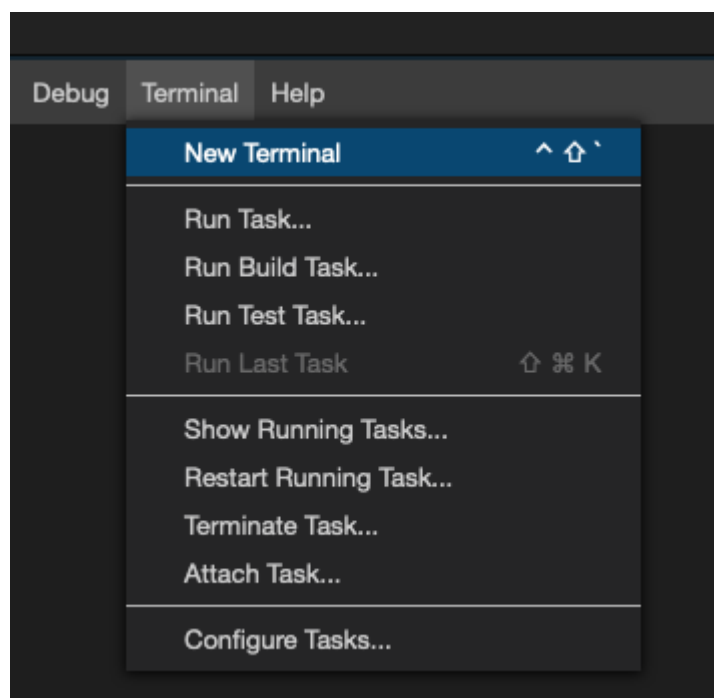 Debug Terminal Help
New Terminal ^ ⇧ `
Run Task...
Run Build Task...
Run Test Task...
Run Last Task ⇧ ⌘ K
Show Running Tasks...
Restart Running Task...
Terminate Task...
Attach Task...
Configure Tasks...